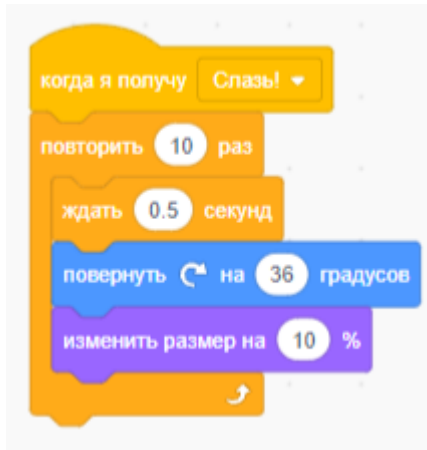 когда я получу Слазь!
повторить 10 раз
ждать 0.5 секунд
повернуть на 36 градусов
изменить размер на 10 %